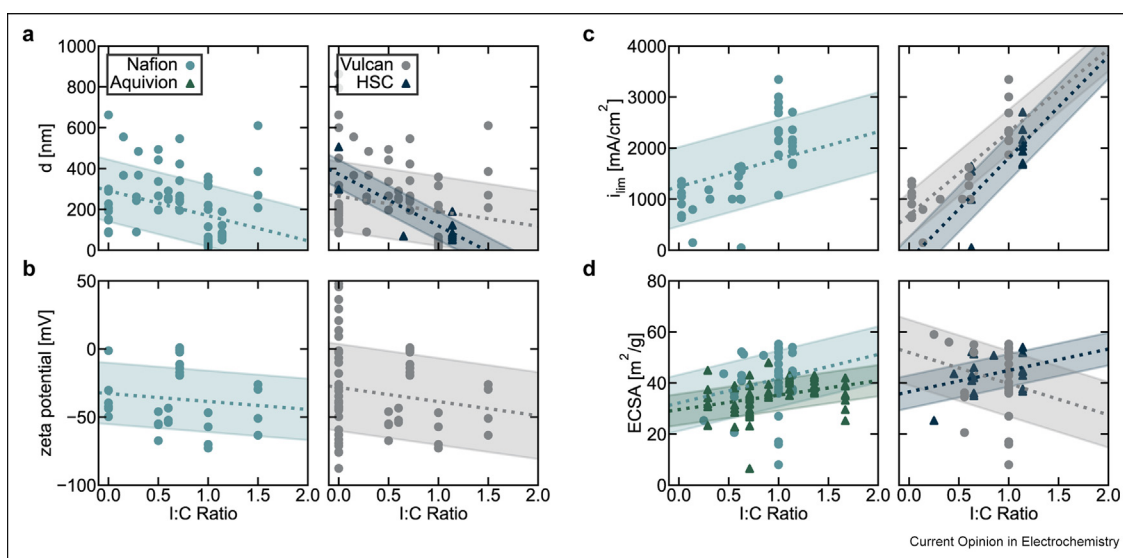 a
1000
800
600
400
200
0
d [nm]
Nafion
Aquivion
Vulcan
HSC
b
50
0
−50
−100
zeta potential [mV]
0.0 0.5 1.0 1.5 2.0
I:C Ratio
0.0 0.5 1.0 1.5 2.0
I:C Ratio
c
4000
3000
2000
1000
0
i_lim [mA/cm²]
d
80
60
40
20
0
ECSA [m²/g]
0.0 0.5 1.0 1.5 2.0
I:C Ratio
0.0 0.5 1.0 1.5 2.0
I:C Ratio
Current Opinion in Electrochemistry